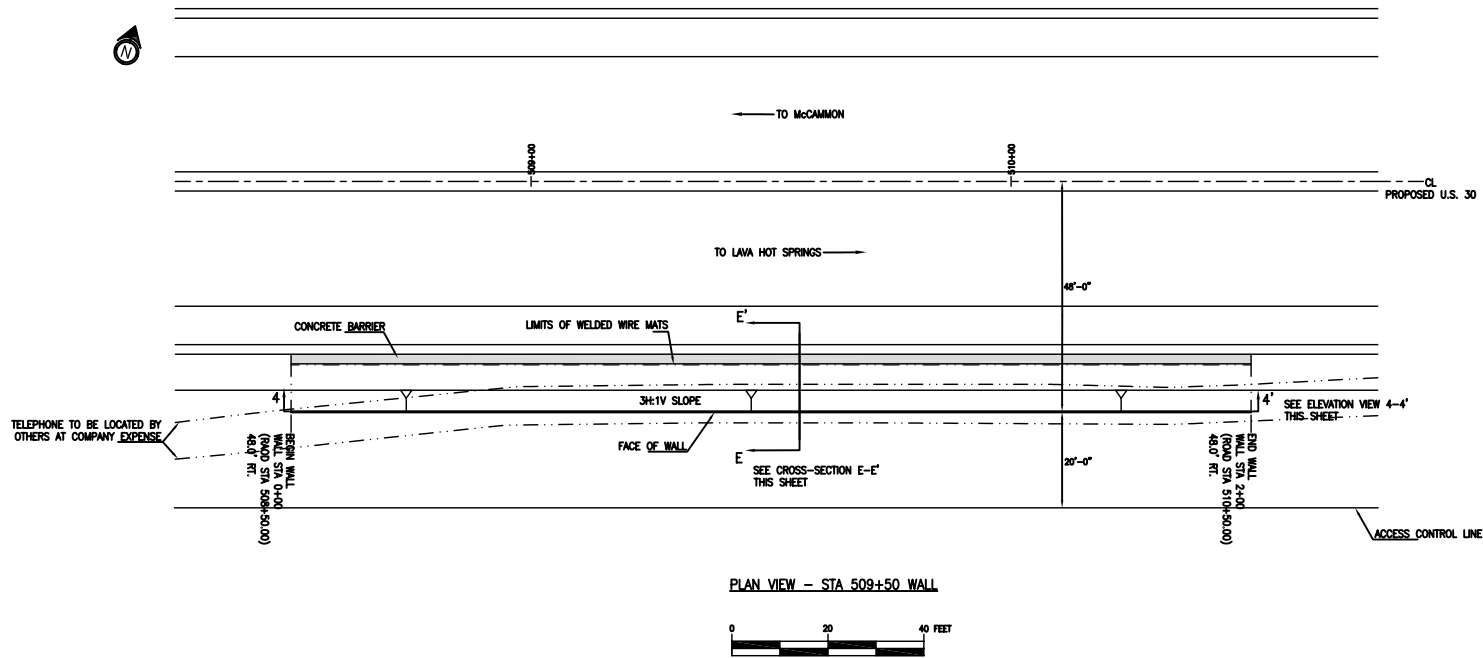 N
TO McCAMMON
509+00
510+00
CL
PROPOSED U.S. 30
TO LAVA HOT SPRINGS
48'-0"
CONCRETE BARRIER
LIMITS OF WELDED WIRE MATS
E'
4
3H:1V SLOPE
4'
SEE ELEVATION VIEW 4-4'
THIS SHEET
TELEPHONE TO BE LOCATED BY
OTHERS AT COMPANY EXPENSE
FACE OF WALL
E
SEE CROSS-SECTION E-E'
THIS SHEET
20'-0"
BEGIN WALL
WALL STA 0+00
(RAOD STA 508+50.00)
48.0' RT.
END WALL
WALL STA 2+00
(ROAD STA 510+50.00)
48.0' RT.
ACCESS CONTROL LINE
PLAN VIEW - STA 509+50 WALL
0 20 40 FEET